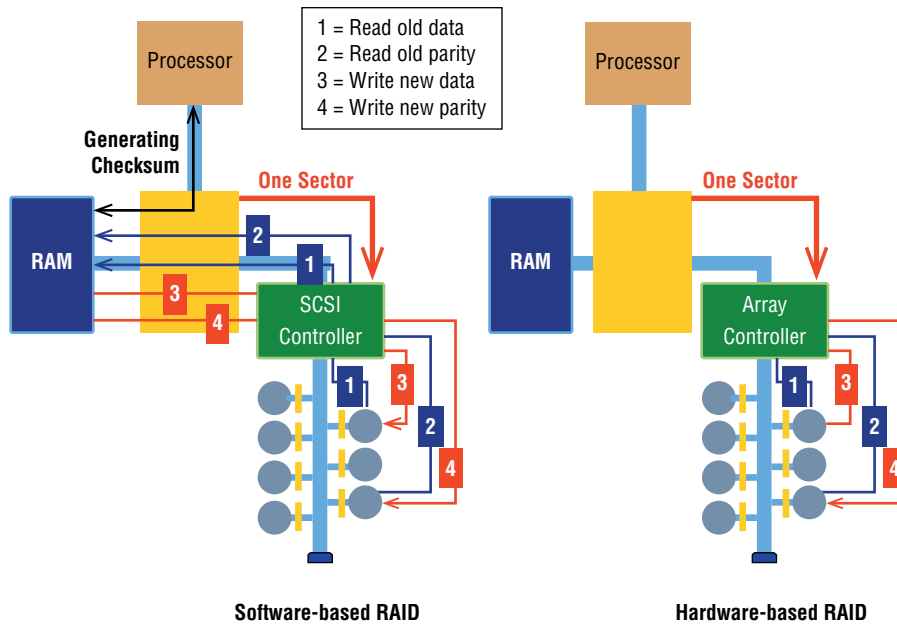 1 = Read old data
2 = Read old parity
3 = Write new data
4 = Write new parity
Processor
Generating
Checksum
One Sector
RAM
2
1
3
4
SCSI
Controller
1
3
2
4
Software-based RAID
Processor
One Sector
RAM
Array
Controller
1
3
2
4
Hardware-based RAID